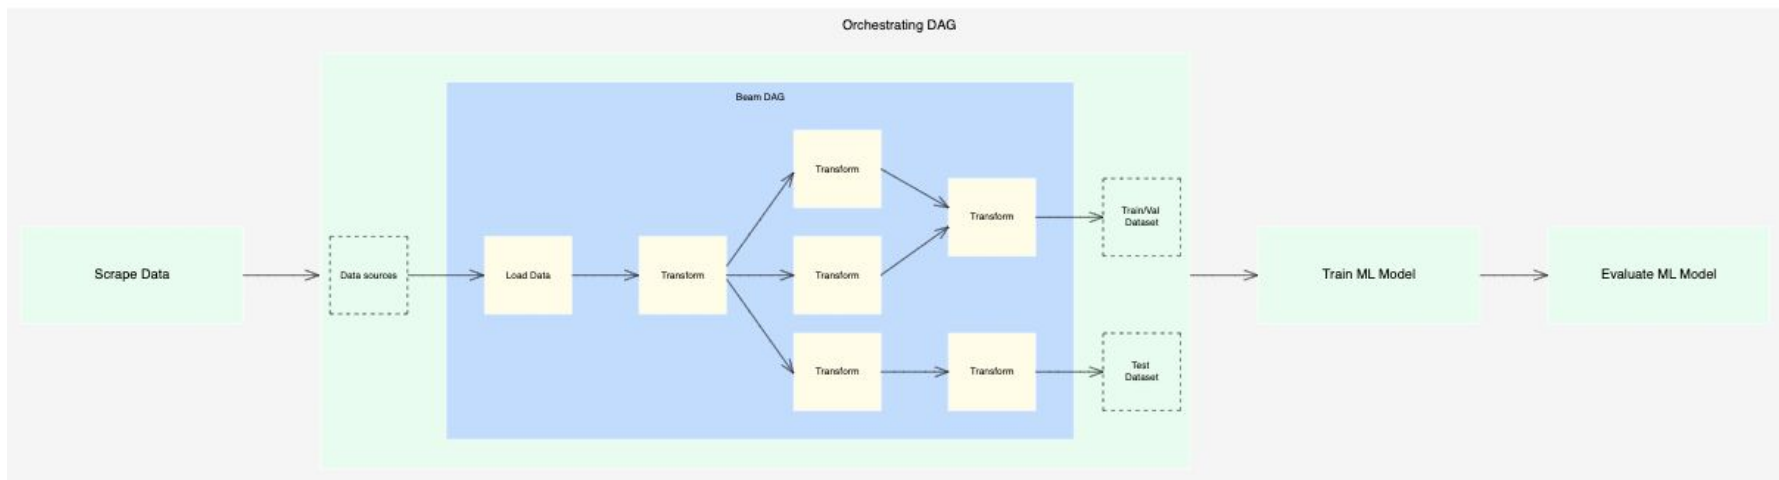 Orchestrating DAG
Beam DAG
Scrape Data
Data sources
Load Data
Transform
Transform
Transform
Transform
Transform
Transform
Train/Val
Dataset
Test
Dataset
Train ML Model
Evaluate ML Model